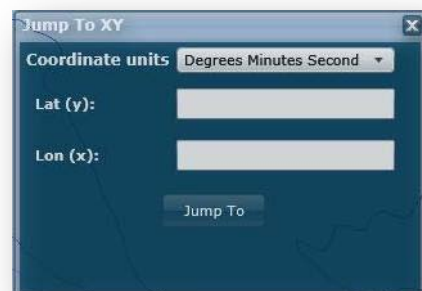 Jump To XY
Coordinate units Degrees Minutes Second
Lat (y):
Lon (x):
Jump To